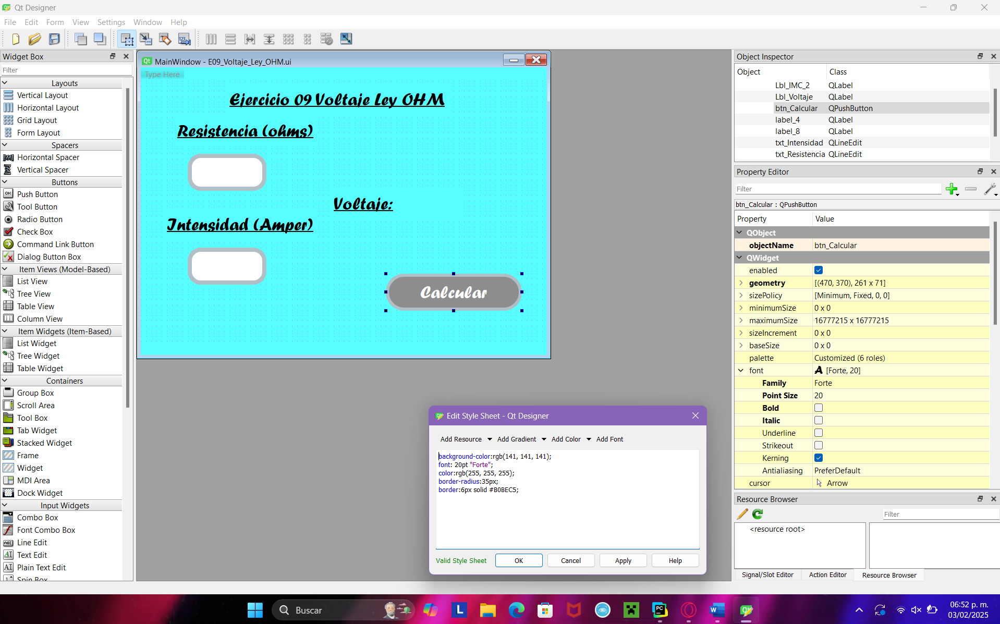 Qt Designer
File Edit Form View Settings Window Help
Widget Box
Filter
Layouts
Vertical Layout
Horizontal Layout
Grid Layout
Form Layout
Spacers
Horizontal Spacer
Vertical Spacer
Buttons
Push Button
Tool Button
Radio Button
Check Box
Command Link Button
Dialog Button Box
Item Views (Model-Based)
List View
Tree View
Table View
Column View
Item Widgets (Item-Based)
List Widget
Tree Widget
Table Widget
Containers
Group Box
Scroll Area
Tool Box
Tab Widget
Stacked Widget
Frame
Widget
MDI Area
Dock Widget
Input Widgets
Combo Box
Font Combo Box
Line Edit
Text Edit
Plain Text Edit
Spin Box
MainWindow - E09_Voltaje_Ley_OHM.ui
Type Here
Ejercicio 09 Voltaje Ley OHM
Resistencia (ohms)
Voltaje:
Intensidad (Amper)
Calcular
Edit Style Sheet - Qt Designer
Add Resource Add Gradient Add Color Add Font
background-color:rgb(141, 141, 141);
font: 20pt "Forte";
color:rgb(255, 255, 255);
border-radius:35px;
border:6px solid #B0BEC5;
Valid Style Sheet OK Cancel Apply Help
Object Inspector
Object Class
Lbl_IMC_2 QLabel
Lbl_Voltaje QLabel
btn_Calcular QPushButton
label_4 QLabel
label_8 QLabel
txt_Intensidad QLineEdit
txt_Resistencia QLineEdit
Property Editor
Filter
btn_Calcular : QPushButton
Property Value
QObject
objectName btn_Calcular
QWidget
enabled
geometry [(470, 370), 261 x 71]
sizePolicy [Minimum, Fixed, 0, 0]
minimumSize 0 x 0
maximumSize 16777215 x 16777215
sizeIncrement 0 x 0
baseSize 0 x 0
palette Customized (6 roles)
font A [Forte, 20]
Family Forte
Point Size 20
Bold
Italic
Underline
Strikeout
Kerning
Antialiasing PreferDefault
cursor Arrow
Resource Browser
Filter
<resource root>
Signal/Slot Editor Action Editor Resource Browser
Buscar
06:52 p. m.
03/02/2025